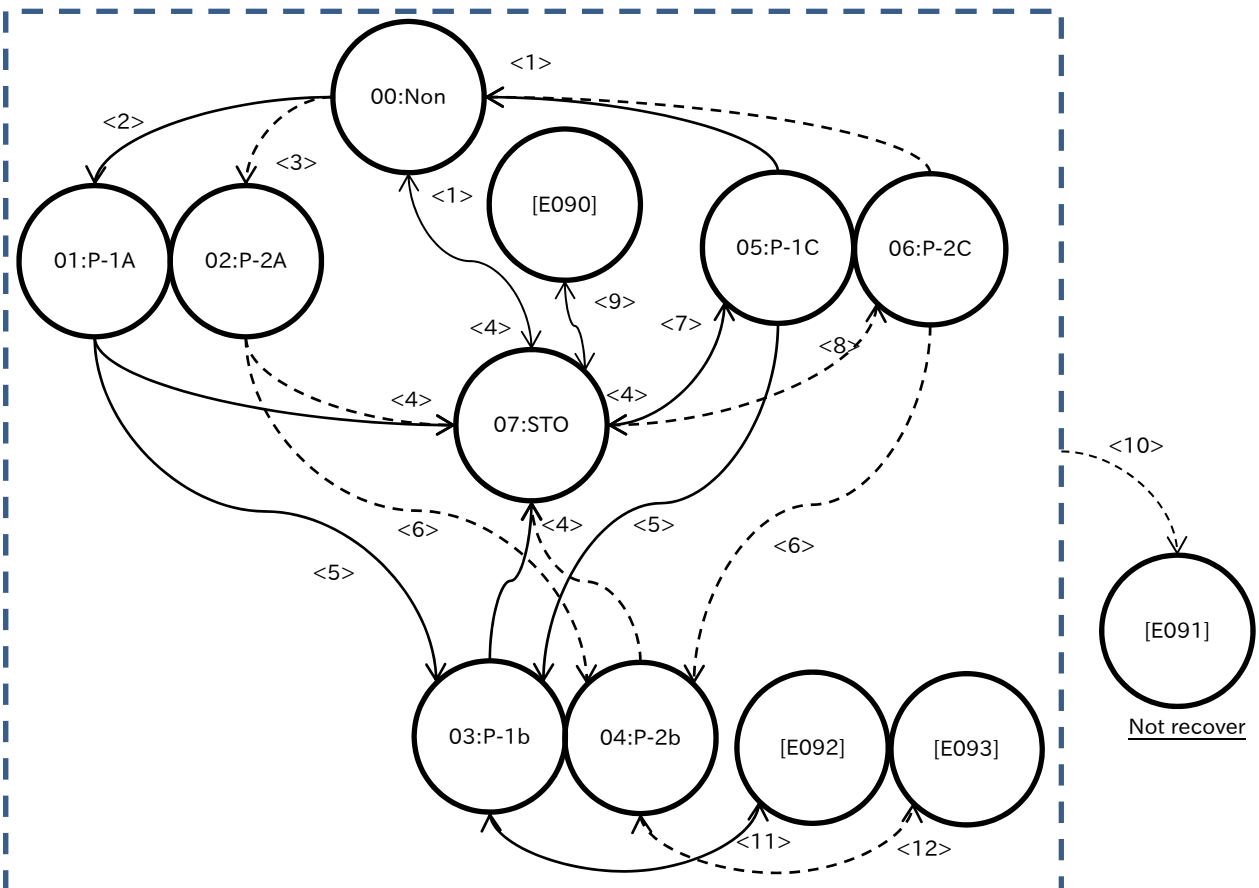 <1>
00:Non
<2>
<3>
<1>
[E090]
01:P-1A
02:P-2A
05:P-1C
06:P-2C
<9>
<4>
<7>
<8>
<4>
<4>
07:STO
<10>
<4>
<5>
<6>
<6>
<5>
[E091]
Not recover
03:P-1b
04:P-2b
[E092]
[E093]
<11>
<12>